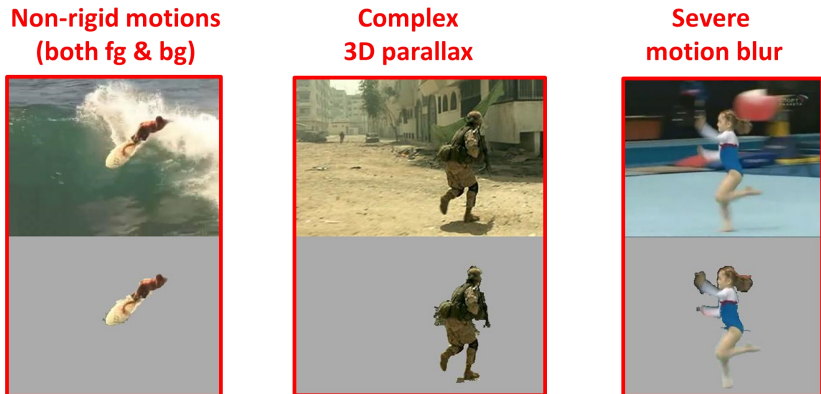 Non-rigid motions
(both fg & bg)
Complex
3D parallax
Severe
motion blur